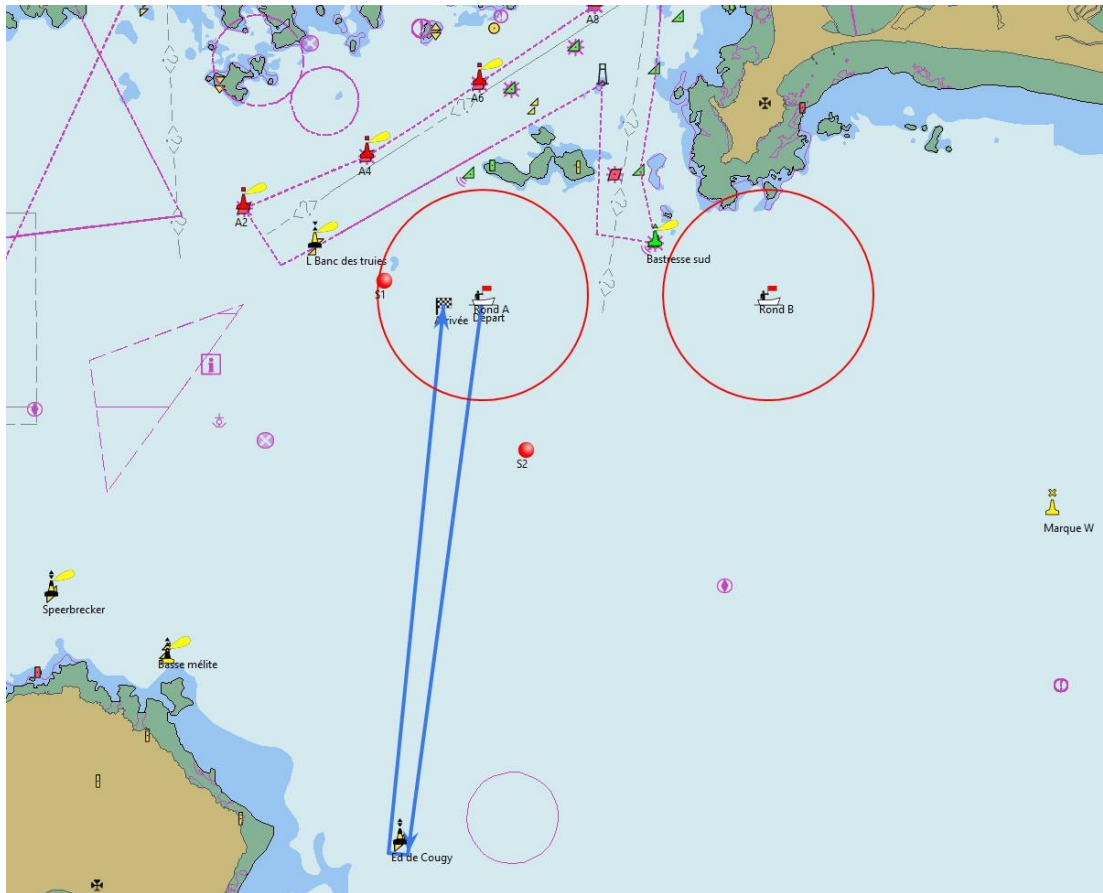 A8
A6
A4
A2
L Banc des truies
Bastresse sud
S1
Rond A
Arrivée
Départ
Rond B
i
S2
Marque W
Speerbrecker
Basse mélite
Ed de Cougy